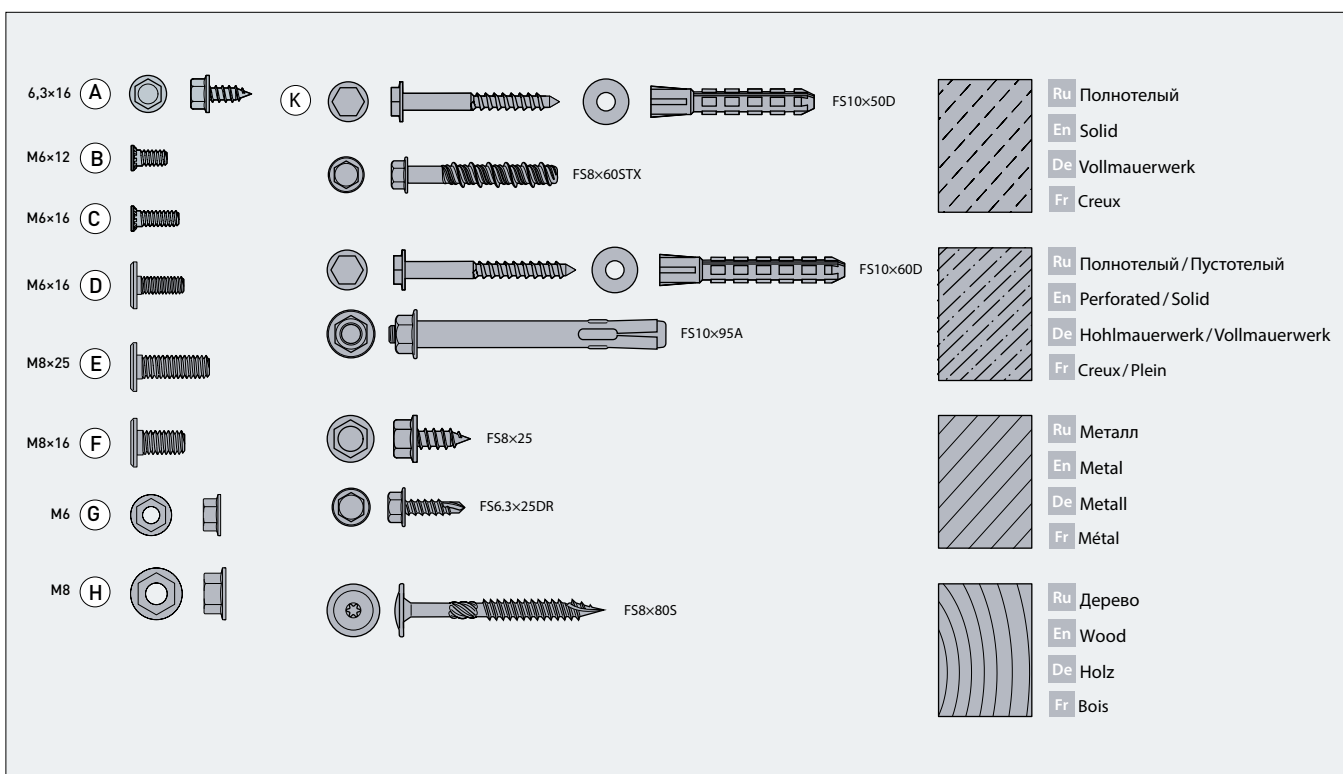 6,3×16 A
M6×12 B
M6×16 C
M6×16 D
M8×25 E
M8×16 F
M6 G
M8 H
K
FS10×50D
FS8×60STX
FS10×60D
FS10×95A
FS8×25
FS6.3×25DR
FS8×80S
Ru Полнотелый
En Solid
De Vollmauerwerk
Fr Creux
Ru Полнотелый / Пустотелый
En Perforated / Solid
De Hohlmauerwerk / Vollmauerwerk
Fr Creux / Plein
Ru Металл
En Metal
De Metall
Fr Métal
Ru Дерево
En Wood
De Holz
Fr Bois